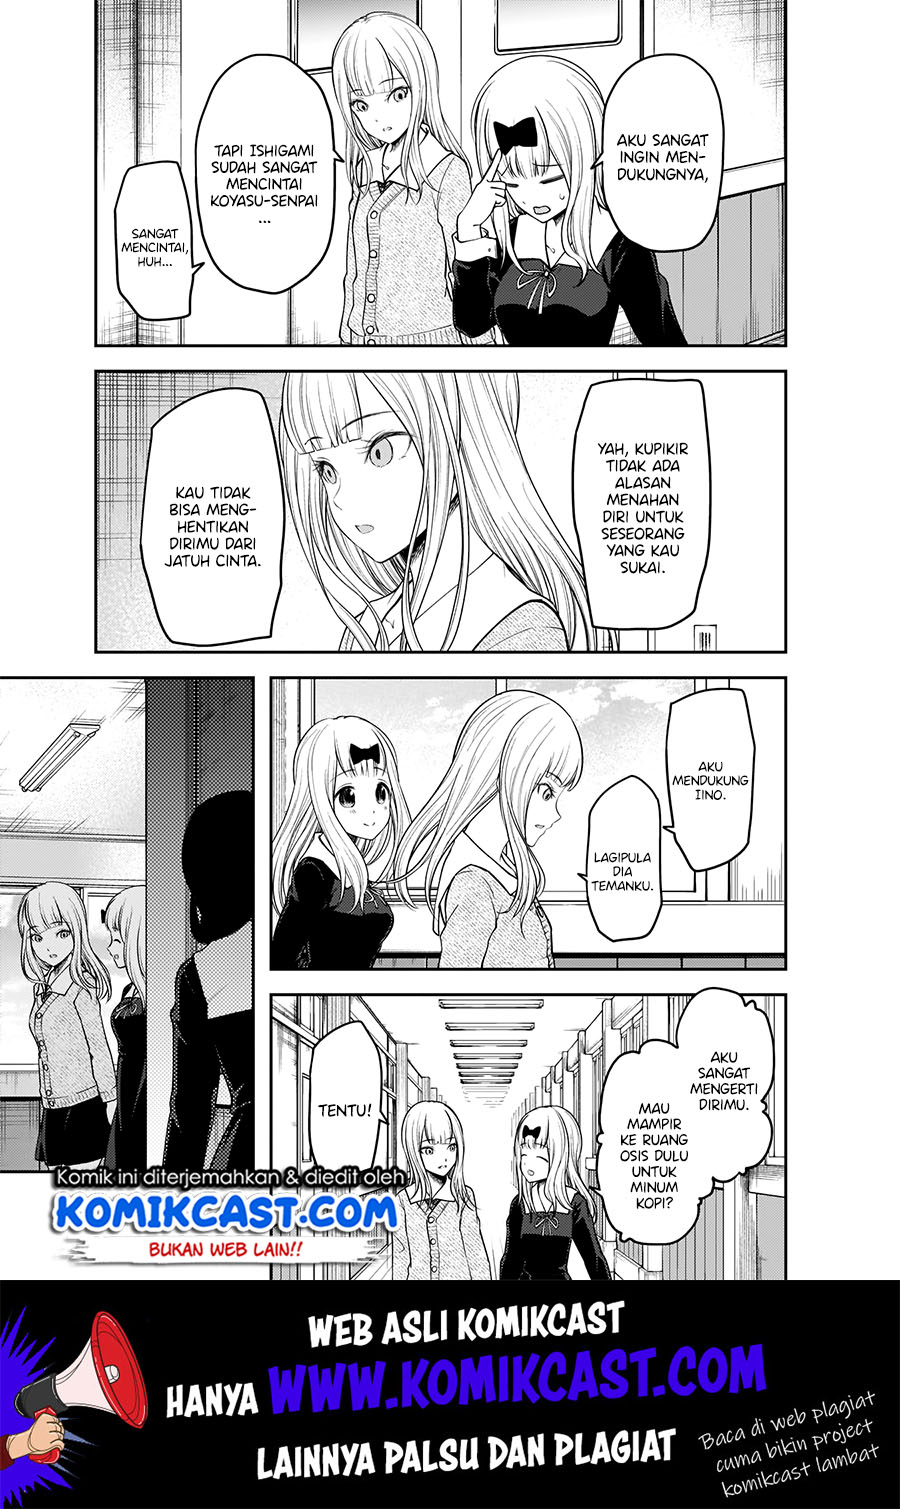 AKU SANGAT
INGIN MEN-
DUKUNGNYA,
TAPI ISHIGAMI
SUDAH SANGAT
MENCINTAI
KOYASU-SENPAI
...
SANGAT
MENCINTAI,
HUH...
YAH, KUPIKIR
TIDAK ADA
ALASAN
MENAHAN
DIRI UNTUK
SESEORANG
YANG KAU
SUKAI.
KAU TIDAK
BISA MENG-
HENTIKAN
DIRIMU DARI
JATUH CINTA.
AKU
MENDUKUNG
IINO.
LAGIPULA
DIA
TEMANKU.
AKU
SANGAT
MENGERTI
DIRIMU.
MAU
MAMPIR
KE RUANG
OSIS DULU
UNTUK
MINUM
KOPI?
TENTU!
Komik ini diterjemahkan & diedit oleh
KOMIKCAST.COM
BUKAN WEB LAIN!!
WEB ASLI KOMIKCAST
HANYA WWW.KOMIKCAST.COM
LAINNYA PALSU DAN PLAGIAT
Baca di web plagiat
cuma bikin project
komikcast lambat